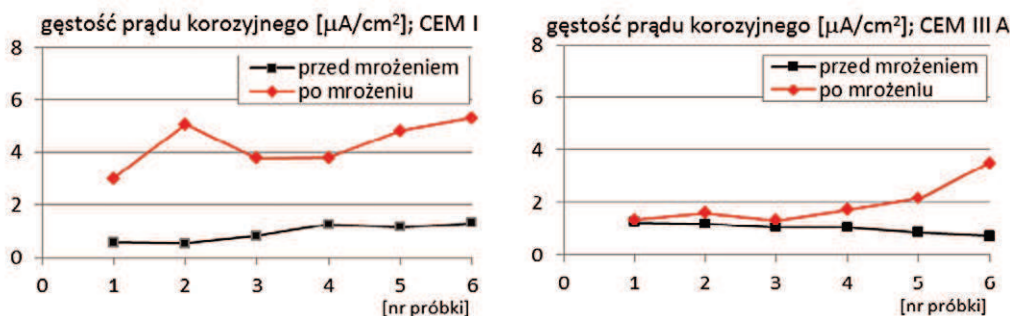 gęstość prądu korozyjnego [µA/cm²]; CEM I
8
6
4
2
0
przed mrożeniem
po mrożeniu
0 1 2 3 4 5 6
[nr próbki]
gęstość prądu korozyjnego [µA/cm²]; CEM III A
8
6
4
2
0
przed mrożeniem
po mrożeniu
0 1 2 3 4 5 6
[nr próbki]